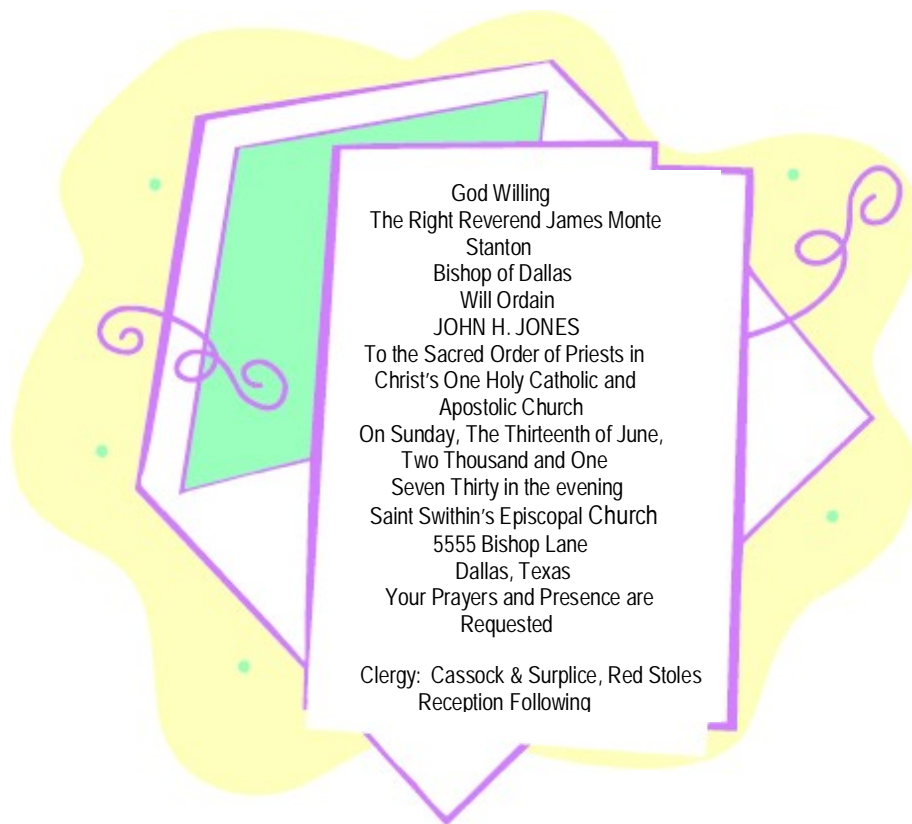 God Willing
The Right Reverend James Monte
Stanton
Bishop of Dallas
Will Ordain
JOHN H. JONES
To the Sacred Order of Priests in
Christ's One Holy Catholic and
Apostolic Church
On Sunday, The Thirteenth of June,
Two Thousand and One
Seven Thirty in the evening
Saint Swithin's Episcopal Church
5555 Bishop Lane
Dallas, Texas
Your Prayers and Presence are
Requested
Clergy: Cassock & Surplice, Red Stoles
Reception Following